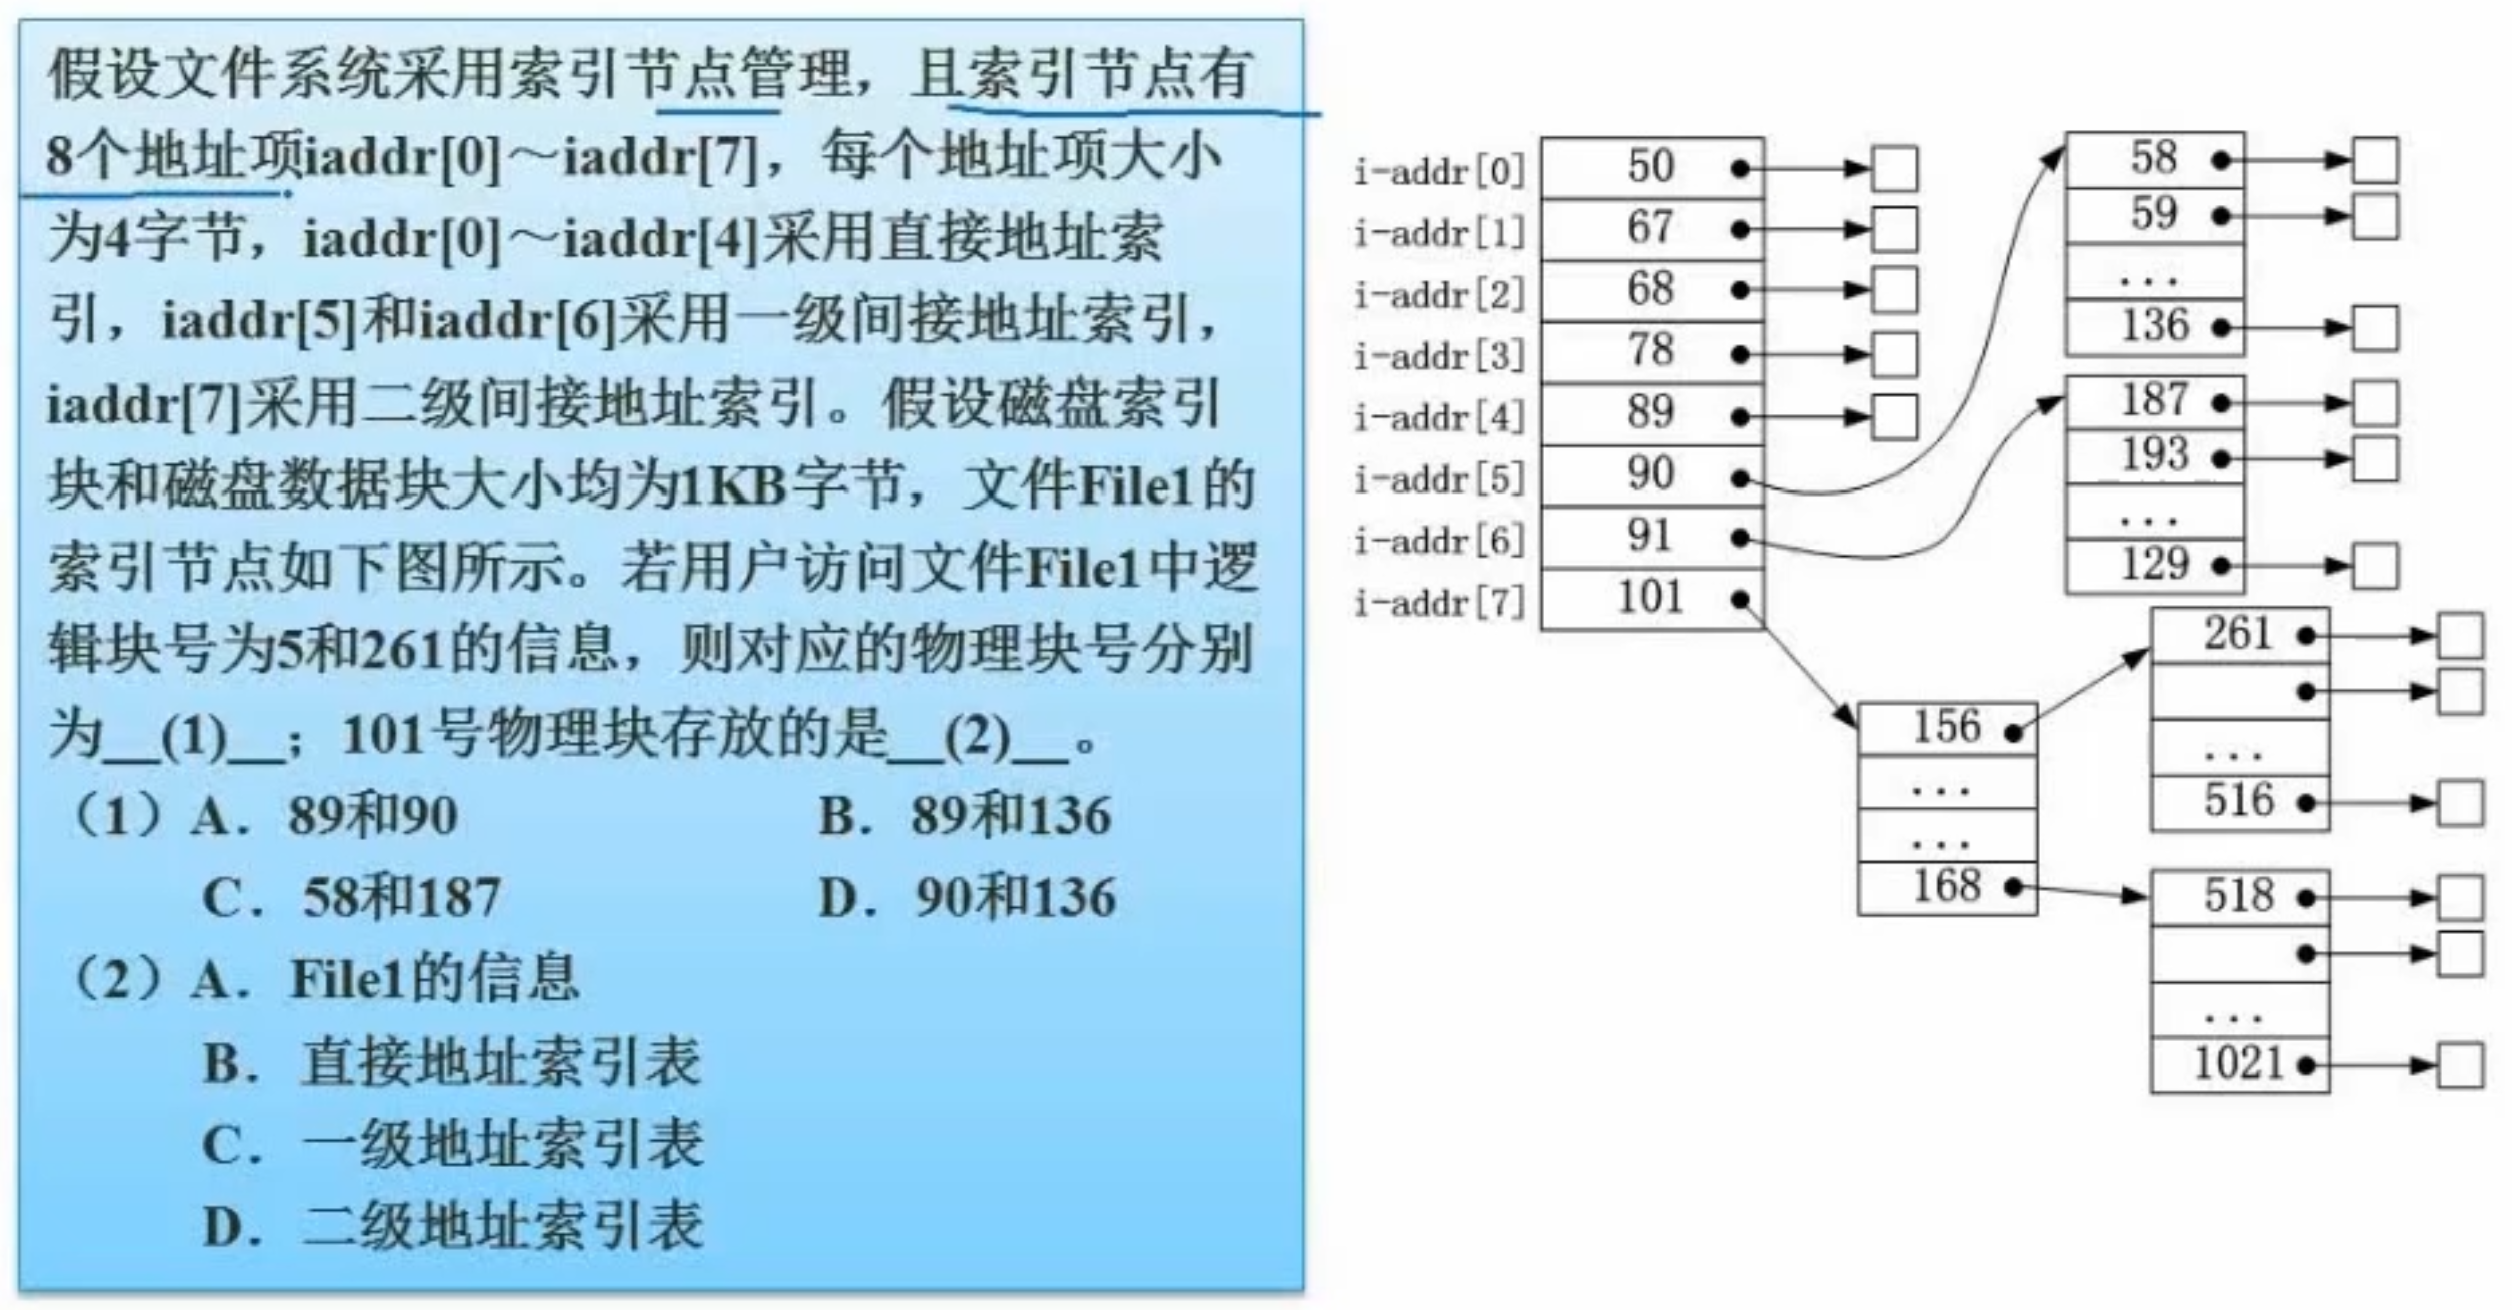 假设文件系统采用索引节点管理，且索引节点有
8个地址项iaddr[0]～iaddr[7]，每个地址项大小
为4字节，iaddr[0]～iaddr[4]采用直接地址索
引，iaddr[5]和iaddr[6]采用一级间接地址索引，
iaddr[7]采用二级间接地址索引。假设磁盘索引
块和磁盘数据块大小均为1KB字节，文件File1的
索引节点如下图所示。若用户访问文件File1中逻
辑块号为5和261的信息，则对应的物理块号分别
为__(1)__；101号物理块存放的是__(2)__。
（1）A．89和90 B．89和136
C．58和187 D．90和136
（2）A．File1的信息
B．直接地址索引表
C．一级地址索引表
D．二级地址索引表
i-addr[0] 50
i-addr[1] 67
i-addr[2] 68
i-addr[3] 78
i-addr[4] 89
i-addr[5] 90
i-addr[6] 91
i-addr[7] 101
58
59
...
136
187
193
...
129
156
...
...
168
261
...
516
518
...
1021